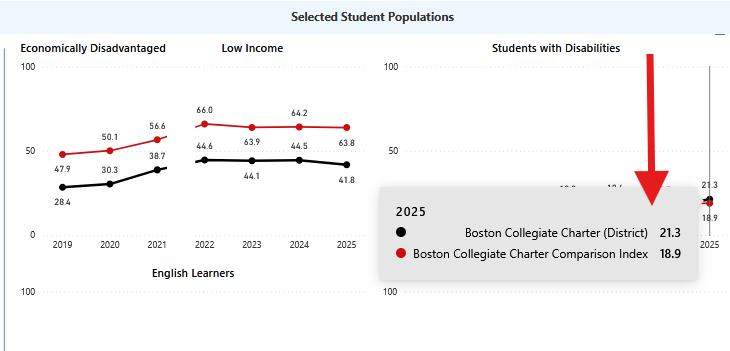 Selected Student Populations
Economically Disadvantaged Low Income
100
50
0
47.9 50.1 56.6 66.0 63.9 64.2 63.8
28.4 30.3 38.7 44.6 44.1 44.5 41.8
2019 2020 2021 2022 2023 2024 2025
Students with Disabilities
100
50
21.3
18.9
2025
2025
Boston Collegiate Charter (District) 21.3
Boston Collegiate Charter Comparison Index 18.9
English Learners
100
100